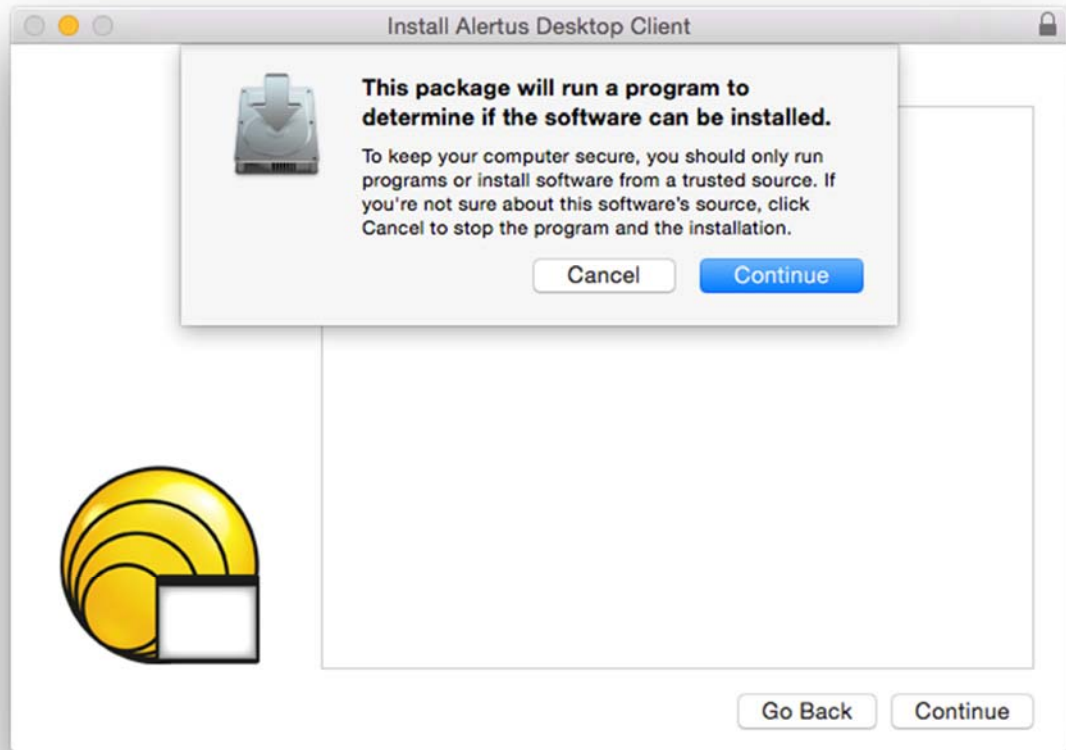 Install Alertus Desktop Client
This package will run a program to
determine if the software can be installed.
To keep your computer secure, you should only run
programs or install software from a trusted source. If
you're not sure about this software's source, click
Cancel to stop the program and the installation.
Cancel
Continue
Go Back
Continue